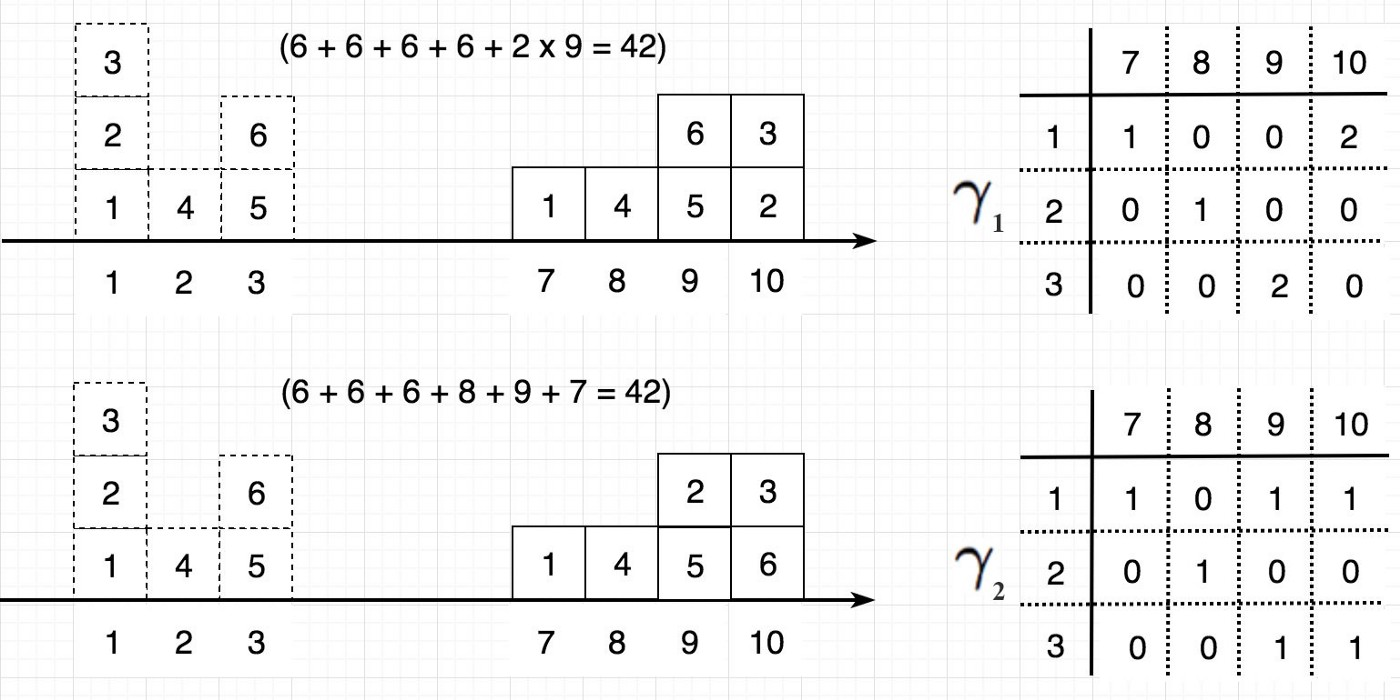 3
(6 + 6 + 6 + 6 + 2 x 9 = 42)
2 6 6 3
1 4 5 1 4 5 2
1 2 3 7 8 9 10
7 8 9 10
1 1 0 0 2
γ1 2 0 1 0 0
3 0 0 2 0
3
(6 + 6 + 6 + 8 + 9 + 7 = 42)
2 6 2 3
1 4 5 1 4 5 6
1 2 3 7 8 9 10
7 8 9 10
1 1 0 1 1
γ2 2 0 1 0 0
3 0 0 1 1